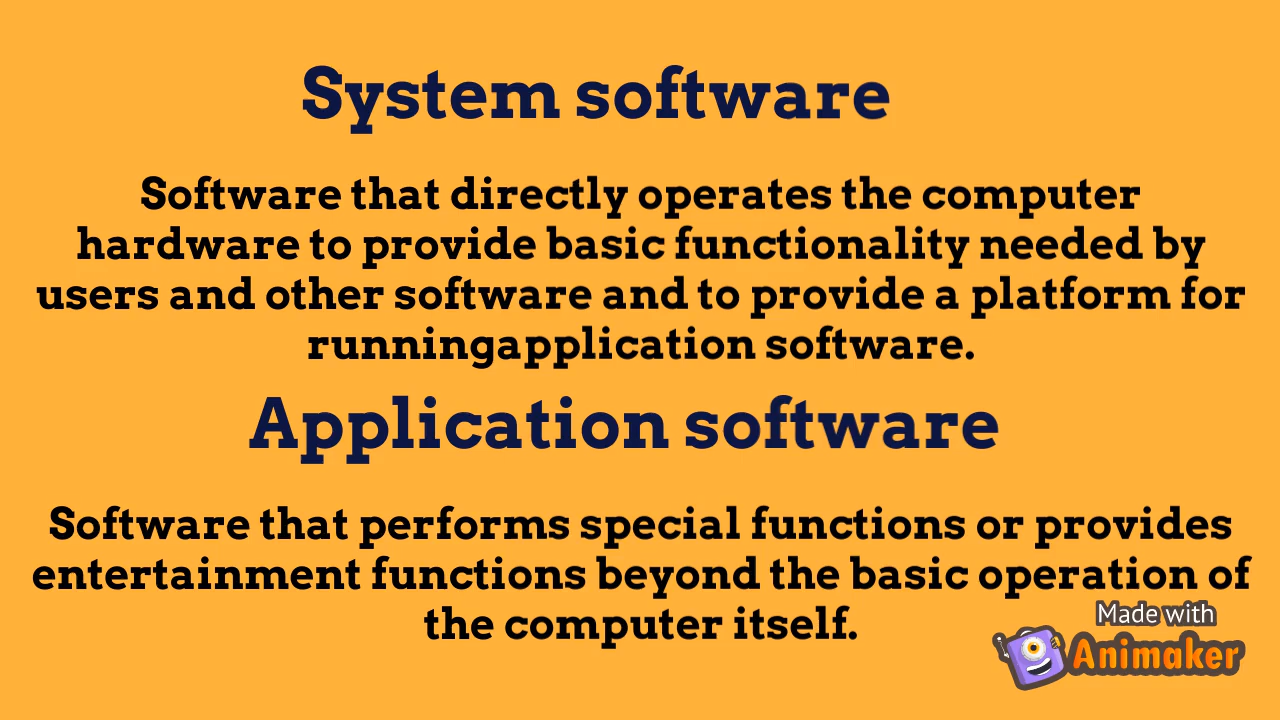 System software
Software that directly operates the computer
hardware to provide basic functionality needed by
users and other software and to provide a platform for
runningapplication software.
Application software
Software that performs special functions or provides
entertainment functions beyond the basic operation of
the computer itself.
Made with
Animaker